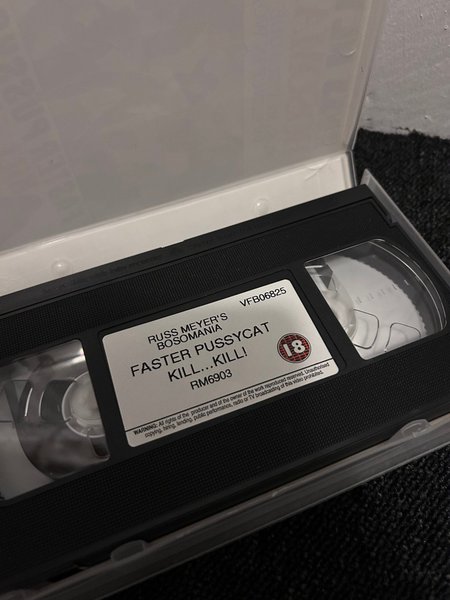 VFB06825
RUSS MEYER'S
BOSOMANIA
FASTER PUSSYCAT
KILL...KILL!
18
RM6903
WARNING: All rights of the producer and of the owner of the work reproduced reserved. Unauthorised
copying, hiring, lending, public performance, radio or TV broadcasting of this video prohibited.